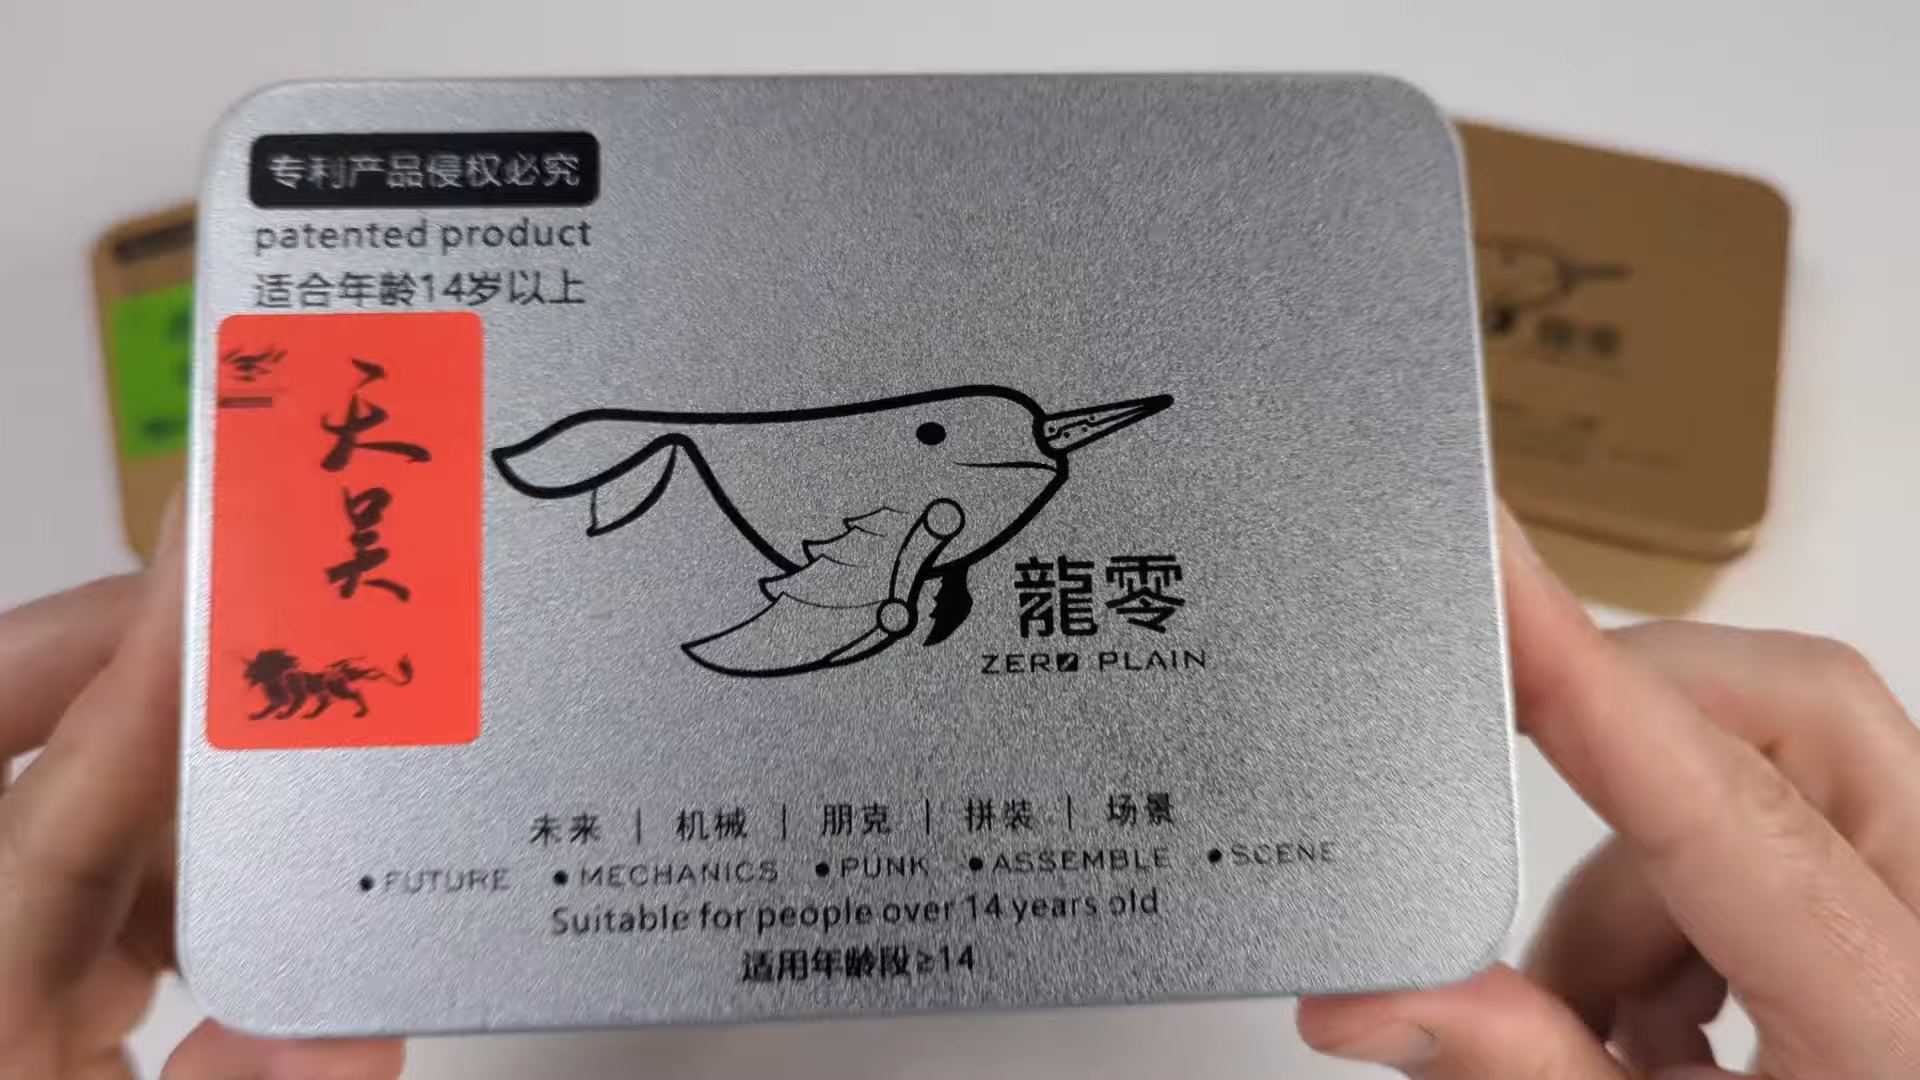 专利产品侵权必究
patented product
适合年龄14岁以上
天吴
龍零
ZERO PLAIN
未来 | 机械 | 朋克 | 拼装 | 场景
•FUTURE •MECHANICS •PUNK •ASSEMBLE •SCENE
Suitable for people over 14 years old
适用年龄段≥14